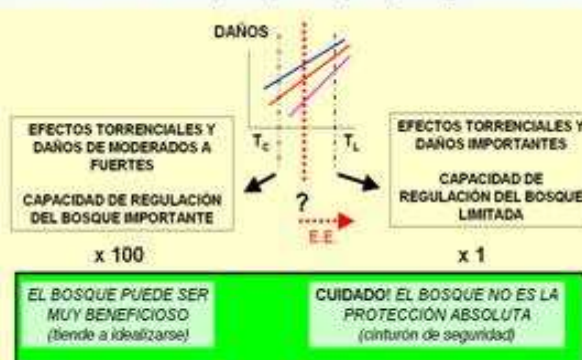 DAÑOS
T_C
T_L
EFECTOS TORRENCIALES Y
DAÑOS DE MODERADOS A
FUERTES
CAPACIDAD DE REGULACIÓN
DEL BOSQUE IMPORTANTE
?
E.E.
EFECTOS TORRENCIALES Y
DAÑOS IMPORTANTES
CAPACIDAD DE
REGULACIÓN DEL BOSQUE
LIMITADA
x 100
x 1
EL BOSQUE PUEDE SER
MUY BENEFICIOSO
(tiende a idealizarse)
CUIDADO! EL BOSQUE NO ES LA
PROTECCIÓN ABSOLUTA
(cinturón de seguridad)